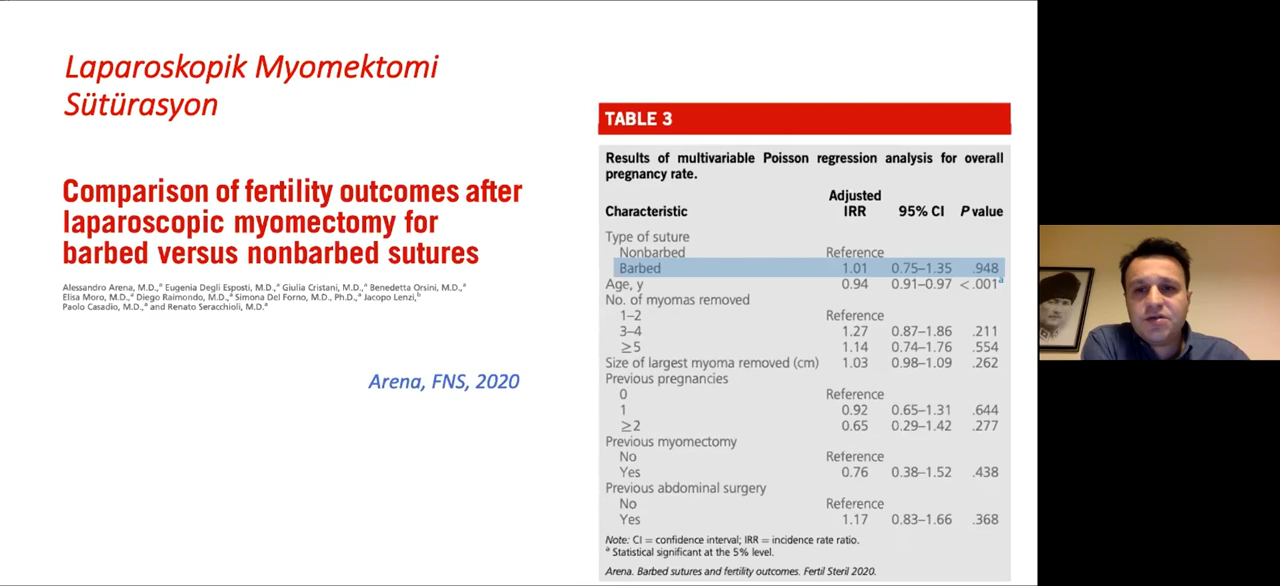 Laparoskopik Myomektomi
Sütürasyon
Comparison of fertility outcomes after
laparoscopic myomectomy for
barbed versus nonbarbed sutures
Alessandro Arena, M.D.,ᵃ Eugenia Degli Esposti, M.D.,ᵃ Giulia Cristani, M.D.,ᵃ Benedetta Orsini, M.D.,ᵃ
Elisa Moro, M.D.,ᵃ Diego Raimondo, M.D.,ᵃ Simona Del Forno, M.D., Ph.D.,ᵃ Jacopo Lenzi,ᵇ
Paolo Casadio, M.D.,ᵃ and Renato Seracchioli, M.D.ᵃ
Arena, FNS, 2020
TABLE 3
Results of multivariable Poisson regression analysis for overall
pregnancy rate.
Characteristic Adjusted IRR 95% CI P value
Type of suture
Nonbarbed Reference
Barbed 1.01 0.75–1.35 .948
Age, y 0.94 0.91–0.97 <.001ᵃ
No. of myomas removed
1–2 Reference
3–4 1.27 0.87–1.86 .211
≥5 1.14 0.74–1.76 .554
Size of largest myoma removed (cm) 1.03 0.98–1.09 .262
Previous pregnancies
0 Reference
1 0.92 0.65–1.31 .644
≥2 0.65 0.29–1.42 .277
Previous myomectomy
No Reference
Yes 0.76 0.38–1.52 .438
Previous abdominal surgery
No Reference
Yes 1.17 0.83–1.66 .368
Note: CI = confidence interval; IRR = incidence rate ratio.
ᵃ Statistical significant at the 5% level.
Arena. Barbed sutures and fertility outcomes. Fertil Steril 2020.